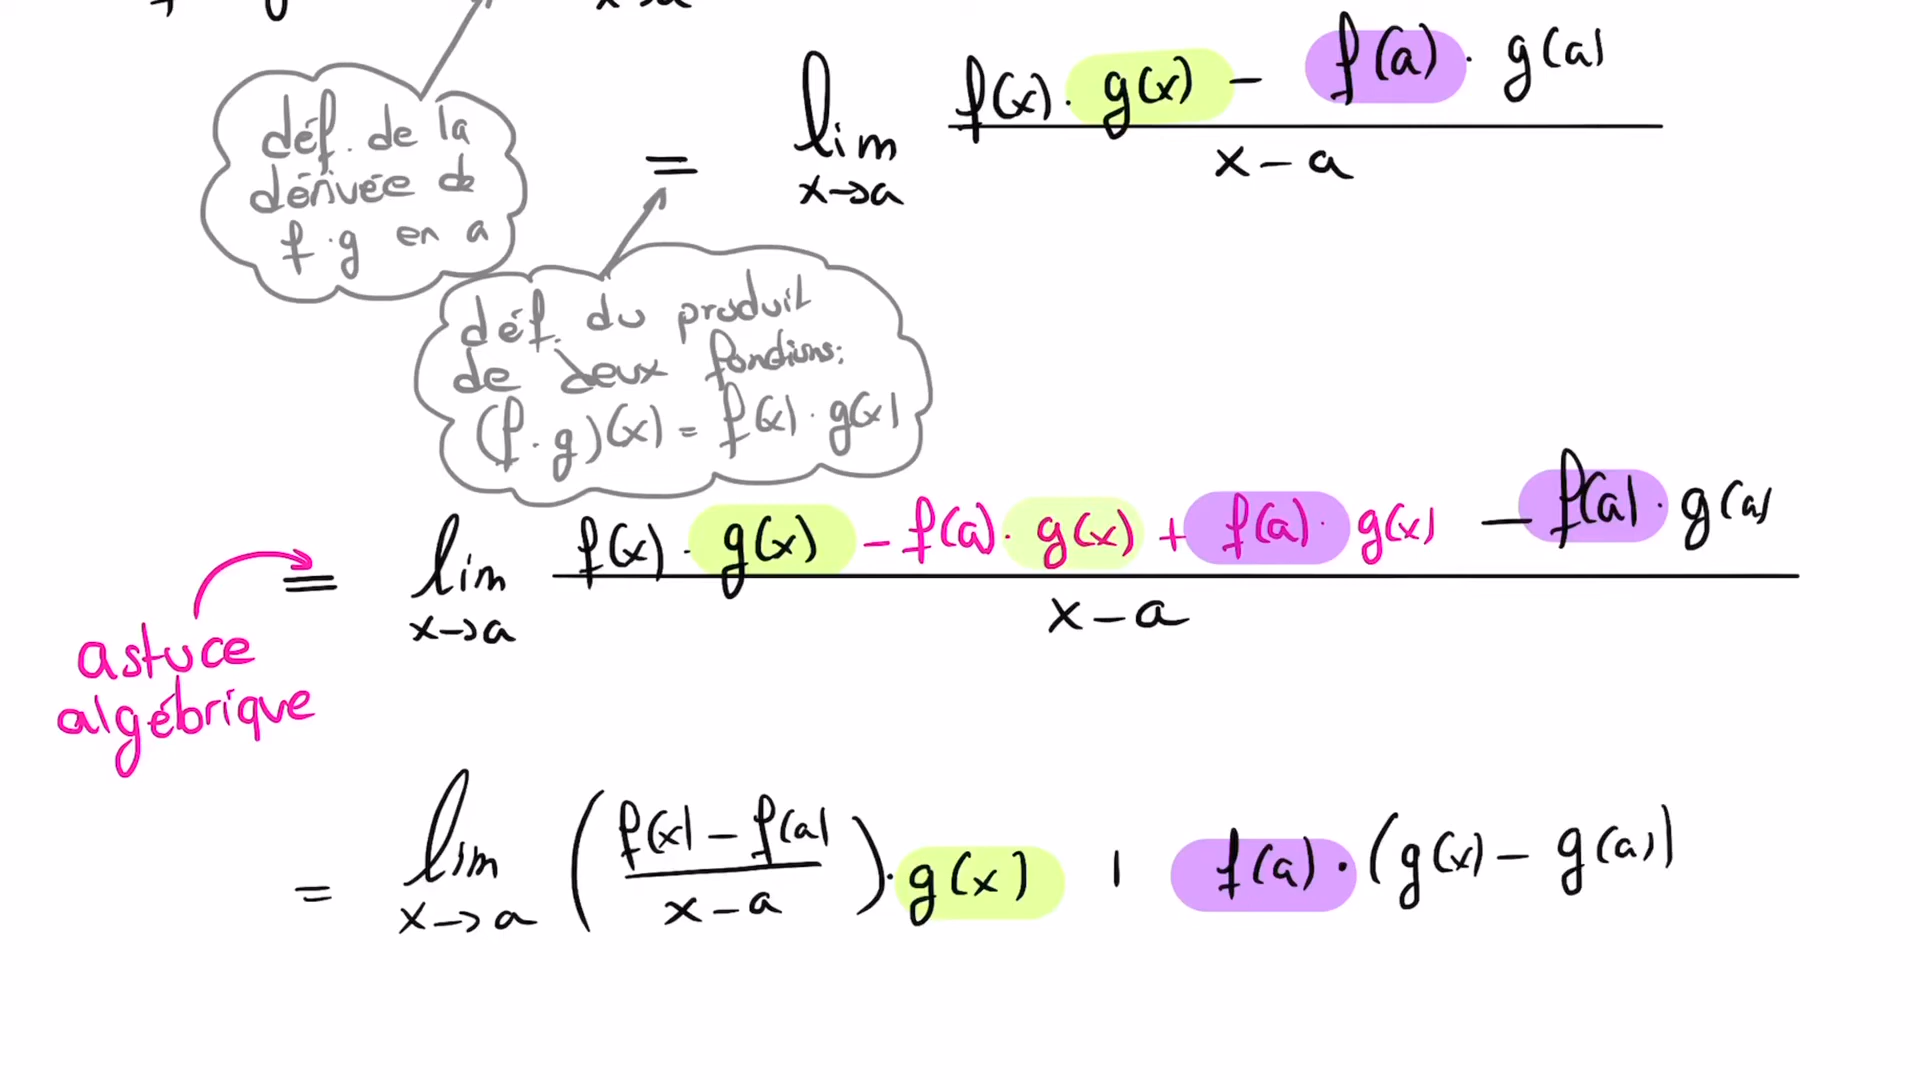 déf. de la
dérivée de
f · g en a
= lim x→a (f(x) · g(x) − f(a) · g(a)) / (x − a)
déf. du produit
de deux fonctions:
(f · g)(x) = f(x) · g(x)
= lim x→a (f(x) · g(x) − f(a) · g(x) + f(a) · g(x) − f(a) · g(a)) / (x − a)
astuce
algébrique
= lim x→a ((f(x) − f(a)) / (x − a)) · g(x) ı f(a) · (g(x) − g(a))